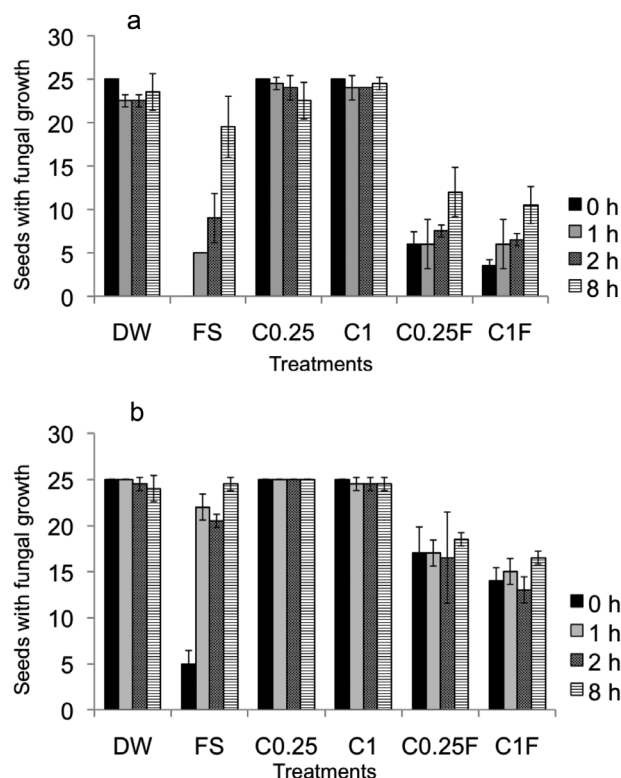 a
30
25
20
15
10
5
0
Seeds with fungal growth
DW FS C0.25 C1 C0.25F C1F
Treatments
0 h
1 h
2 h
8 h
b
30
25
20
15
10
5
0
Seeds with fungal growth
DW FS C0.25 C1 C0.25F C1F
Treatments
0 h
1 h
2 h
8 h